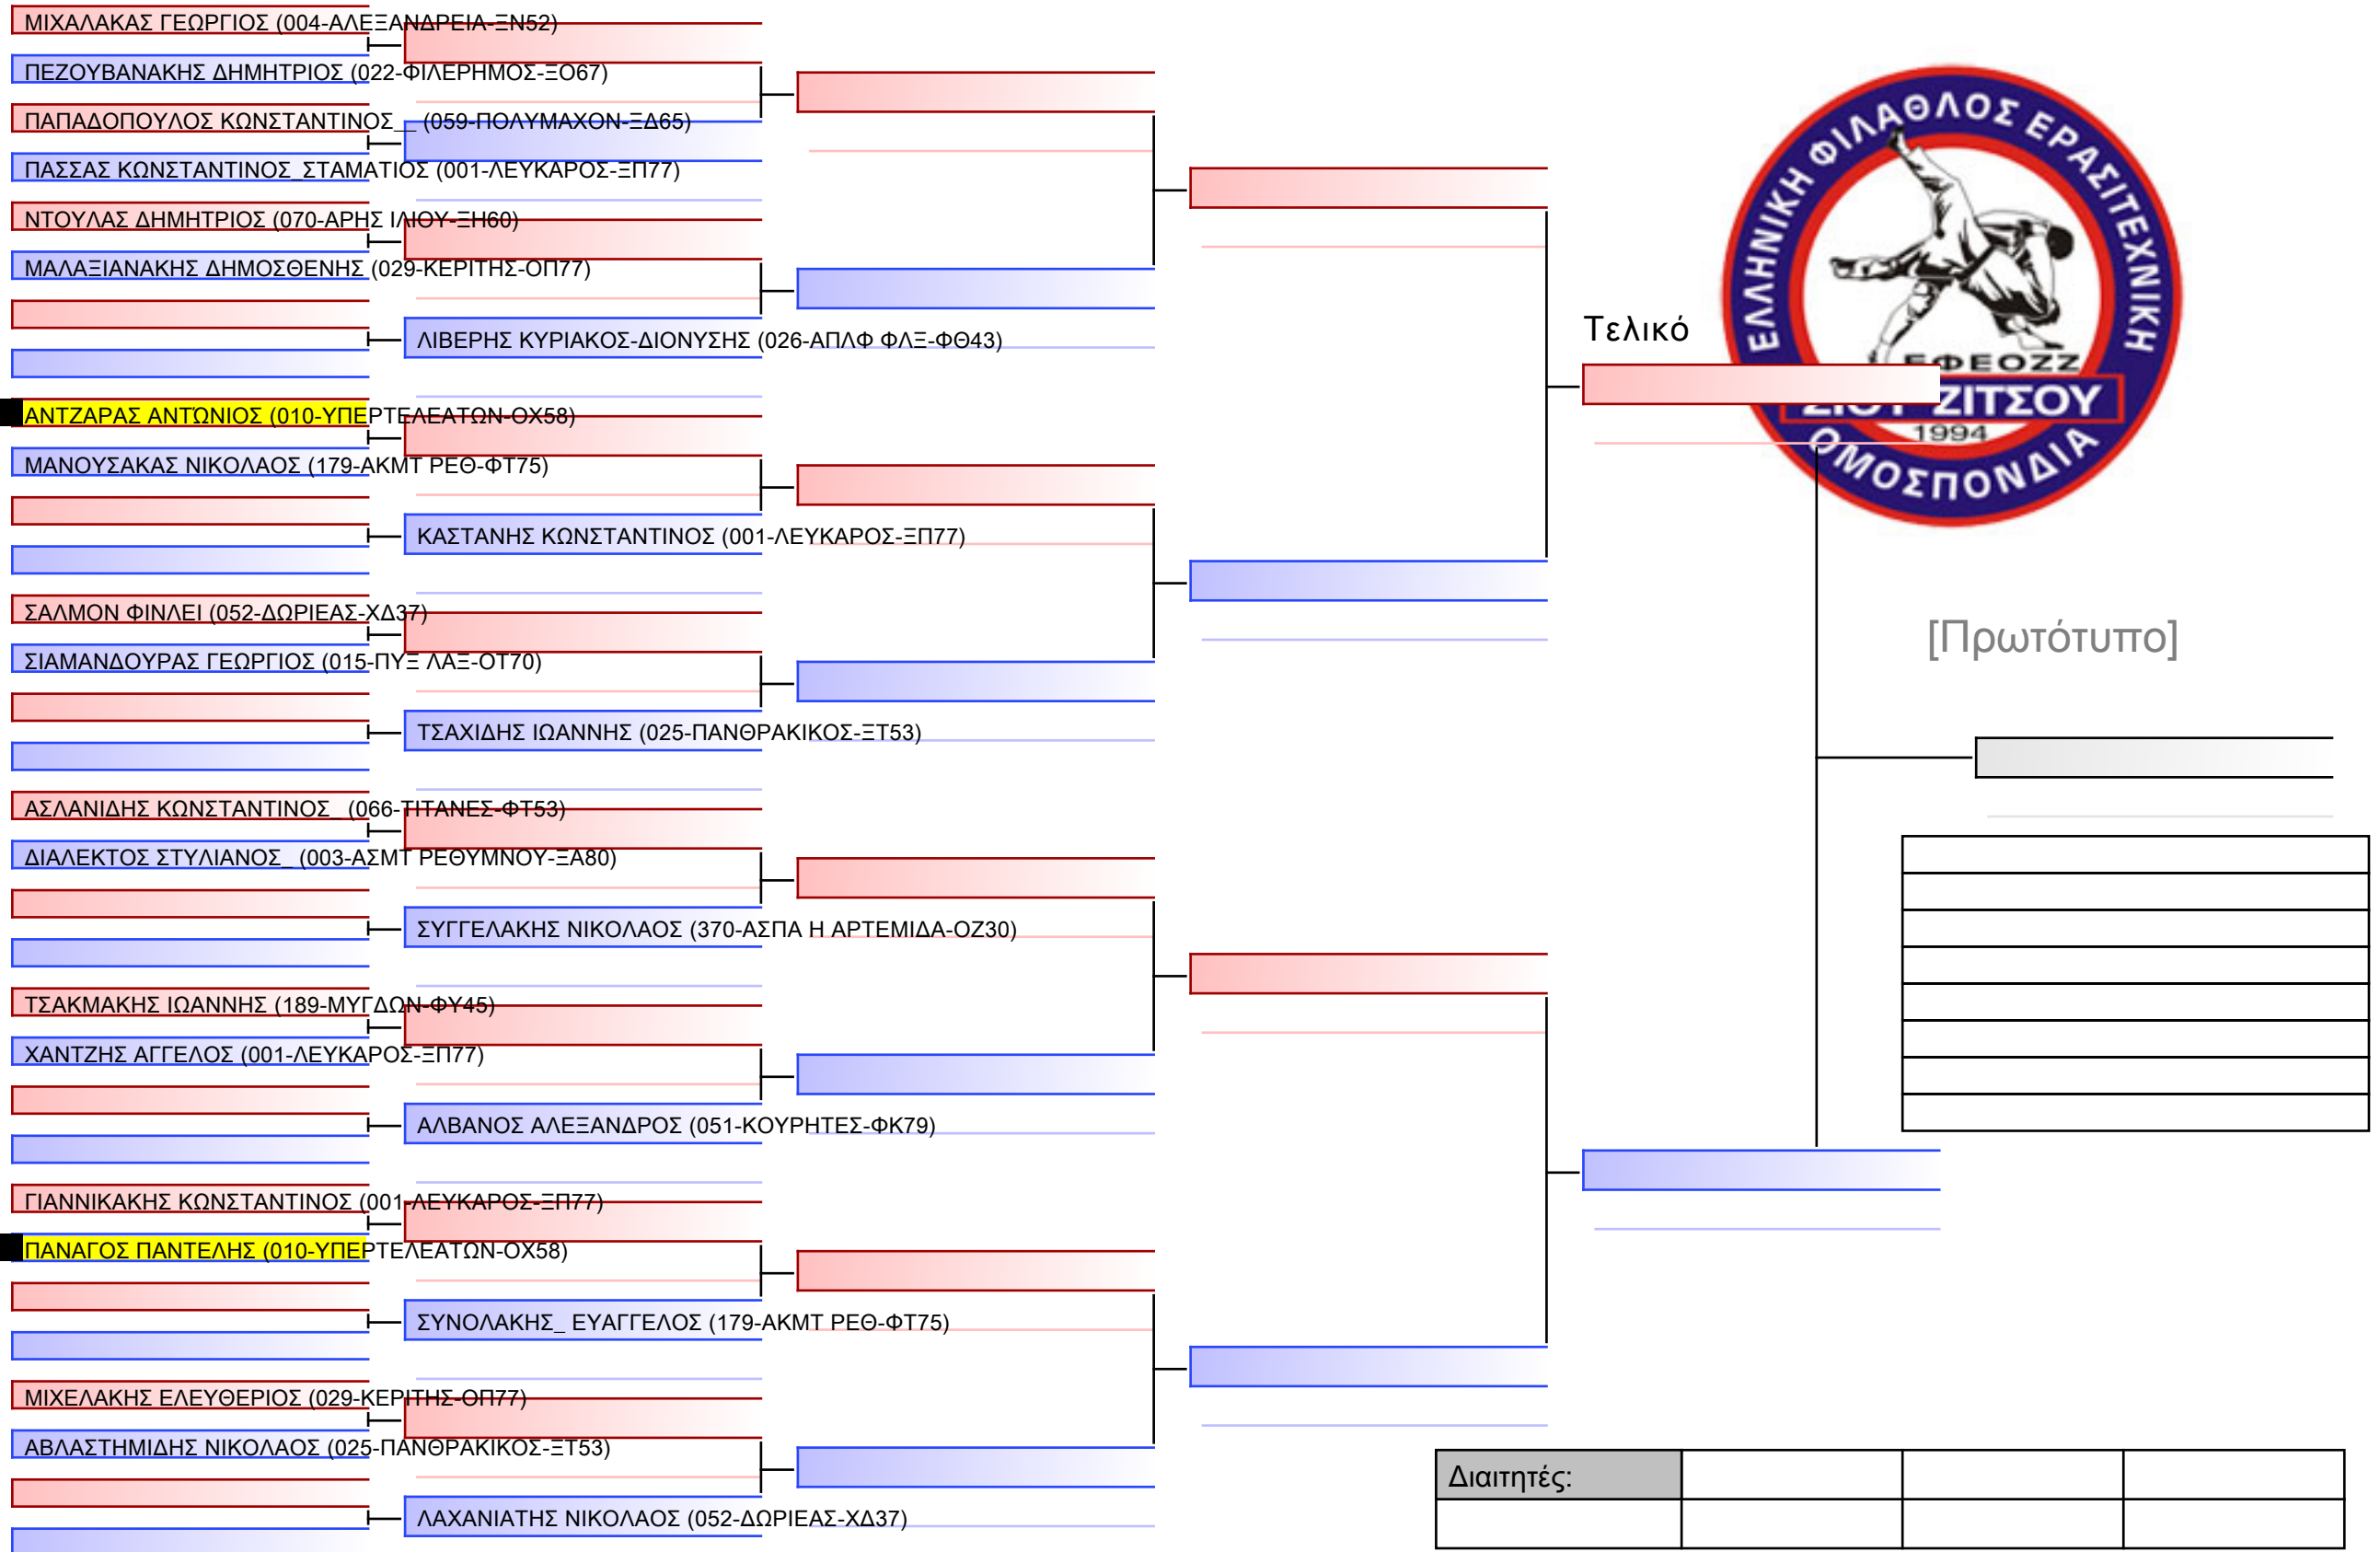 ΜΙΧΑΛΑΚΑΣ ΓΕΩΡΓΙΟΣ (004-ΑΛΕΞΑΝΔΡΕΙΑ-ΞΝ52)
ΠΕΖΟΥΒΑΝΑΚΗΣ ΔΗΜΗΤΡΙΟΣ (022-ΦΙΛΕΡΗΜΟΣ-ΞΟ67)
ΠΑΠΑΔΟΠΟΥΛΟΣ ΚΩΝΣΤΑΝΤΙΝΟΣ__ (059-ΠΟΛΥΜΑΧΟΝ-ΞΔ65)
ΠΑΣΣΑΣ ΚΩΝΣΤΑΝΤΙΝΟΣ_ΣΤΑΜΑΤΙΟΣ (001-ΛΕΥΚΑΡΟΣ-ΞΠ77)
ΝΤΟΥΛΑΣ ΔΗΜΗΤΡΙΟΣ (070-ΑΡΗΣ ΙΛΙΟΥ-ΞΗ60)
ΜΑΛΑΞΙΑΝΑΚΗΣ ΔΗΜΟΣΘΕΝΗΣ (029-ΚΕΡΙΤΗΣ-ΟΠ77)
ΛΙΒΕΡΗΣ ΚΥΡΙΑΚΟΣ-ΔΙΟΝΥΣΗΣ (026-ΑΠΛΦ ΦΛΞ-ΦΘ43)
ΑΝΤΖΑΡΑΣ ΑΝΤΏΝΙΟΣ (010-ΥΠΕΡΤΕΛΕΑΤΩΝ-ΟΧ58)
ΜΑΝΟΥΣΑΚΑΣ ΝΙΚΟΛΑΟΣ (179-ΑΚΜΤ ΡΕΘ-ΦΤ75)
ΚΑΣΤΑΝΗΣ ΚΩΝΣΤΑΝΤΙΝΟΣ (001-ΛΕΥΚΑΡΟΣ-ΞΠ77)
ΣΑΛΜΟΝ ΦΙΝΛΕΙ (052-ΔΩΡΙΕΑΣ-ΧΔ37)
ΣΙΑΜΑΝΔΟΥΡΑΣ ΓΕΩΡΓΙΟΣ (015-ΠΥΞ ΛΑΞ-ΟΤ70)
ΤΣΑΧΙΔΗΣ ΙΩΑΝΝΗΣ (025-ΠΑΝΘΡΑΚΙΚΟΣ-ΞΤ53)
ΑΣΛΑΝΙΔΗΣ ΚΩΝΣΤΑΝΤΙΝΟΣ_ (066-ΤΙΤΑΝΕΣ-ΦΤ53)
ΔΙΑΛΕΚΤΟΣ ΣΤΥΛΙΑΝΟΣ_ (003-ΑΣΜΤ ΡΕΘΥΜΝΟΥ-ΞΑ80)
ΣΥΓΓΕΛΑΚΗΣ ΝΙΚΟΛΑΟΣ (370-ΑΣΠΑ Η ΑΡΤΕΜΙΔΑ-ΟΖ30)
ΤΣΑΚΜΑΚΗΣ ΙΩΑΝΝΗΣ (189-ΜΥΓΔΩΝ-ΦΥ45)
ΧΑΝΤΖΗΣ ΑΓΓΕΛΟΣ (001-ΛΕΥΚΑΡΟΣ-ΞΠ77)
ΑΛΒΑΝΟΣ ΑΛΕΞΑΝΔΡΟΣ (051-ΚΟΥΡΗΤΕΣ-ΦΚ79)
ΓΙΑΝΝΙΚΑΚΗΣ ΚΩΝΣΤΑΝΤΙΝΟΣ (001-ΛΕΥΚΑΡΟΣ-ΞΠ77)
ΠΑΝΑΓΟΣ ΠΑΝΤΕΛΗΣ (010-ΥΠΕΡΤΕΛΕΑΤΩΝ-ΟΧ58)
ΣΥΝΟΛΑΚΗΣ_ ΕΥΑΓΓΕΛΟΣ (179-ΑΚΜΤ ΡΕΘ-ΦΤ75)
ΜΙΧΕΛΑΚΗΣ ΕΛΕΥΘΕΡΙΟΣ (029-ΚΕΡΙΤΗΣ-ΟΠ77)
ΑΒΛΑΣΤΗΜΙΔΗΣ ΝΙΚΟΛΑΟΣ (025-ΠΑΝΘΡΑΚΙΚΟΣ-ΞΤ53)
ΛΑΧΑΝΙΑΤΗΣ ΝΙΚΟΛΑΟΣ (052-ΔΩΡΙΕΑΣ-ΧΔ37)
Τελικό
ΕΛΛΗΝΙΚΗ ΦΙΛΑΘΛΟΣ ΕΡΑΣΙΤΕΧΝΙΚΗ
ΕΦΕΟΖΖ
ΖΙΟΥ ΖΙΤΣΟΥ
1994
ΟΜΟΣΠΟΝΔΙΑ
[Πρωτότυπο]
Διαιτητές: